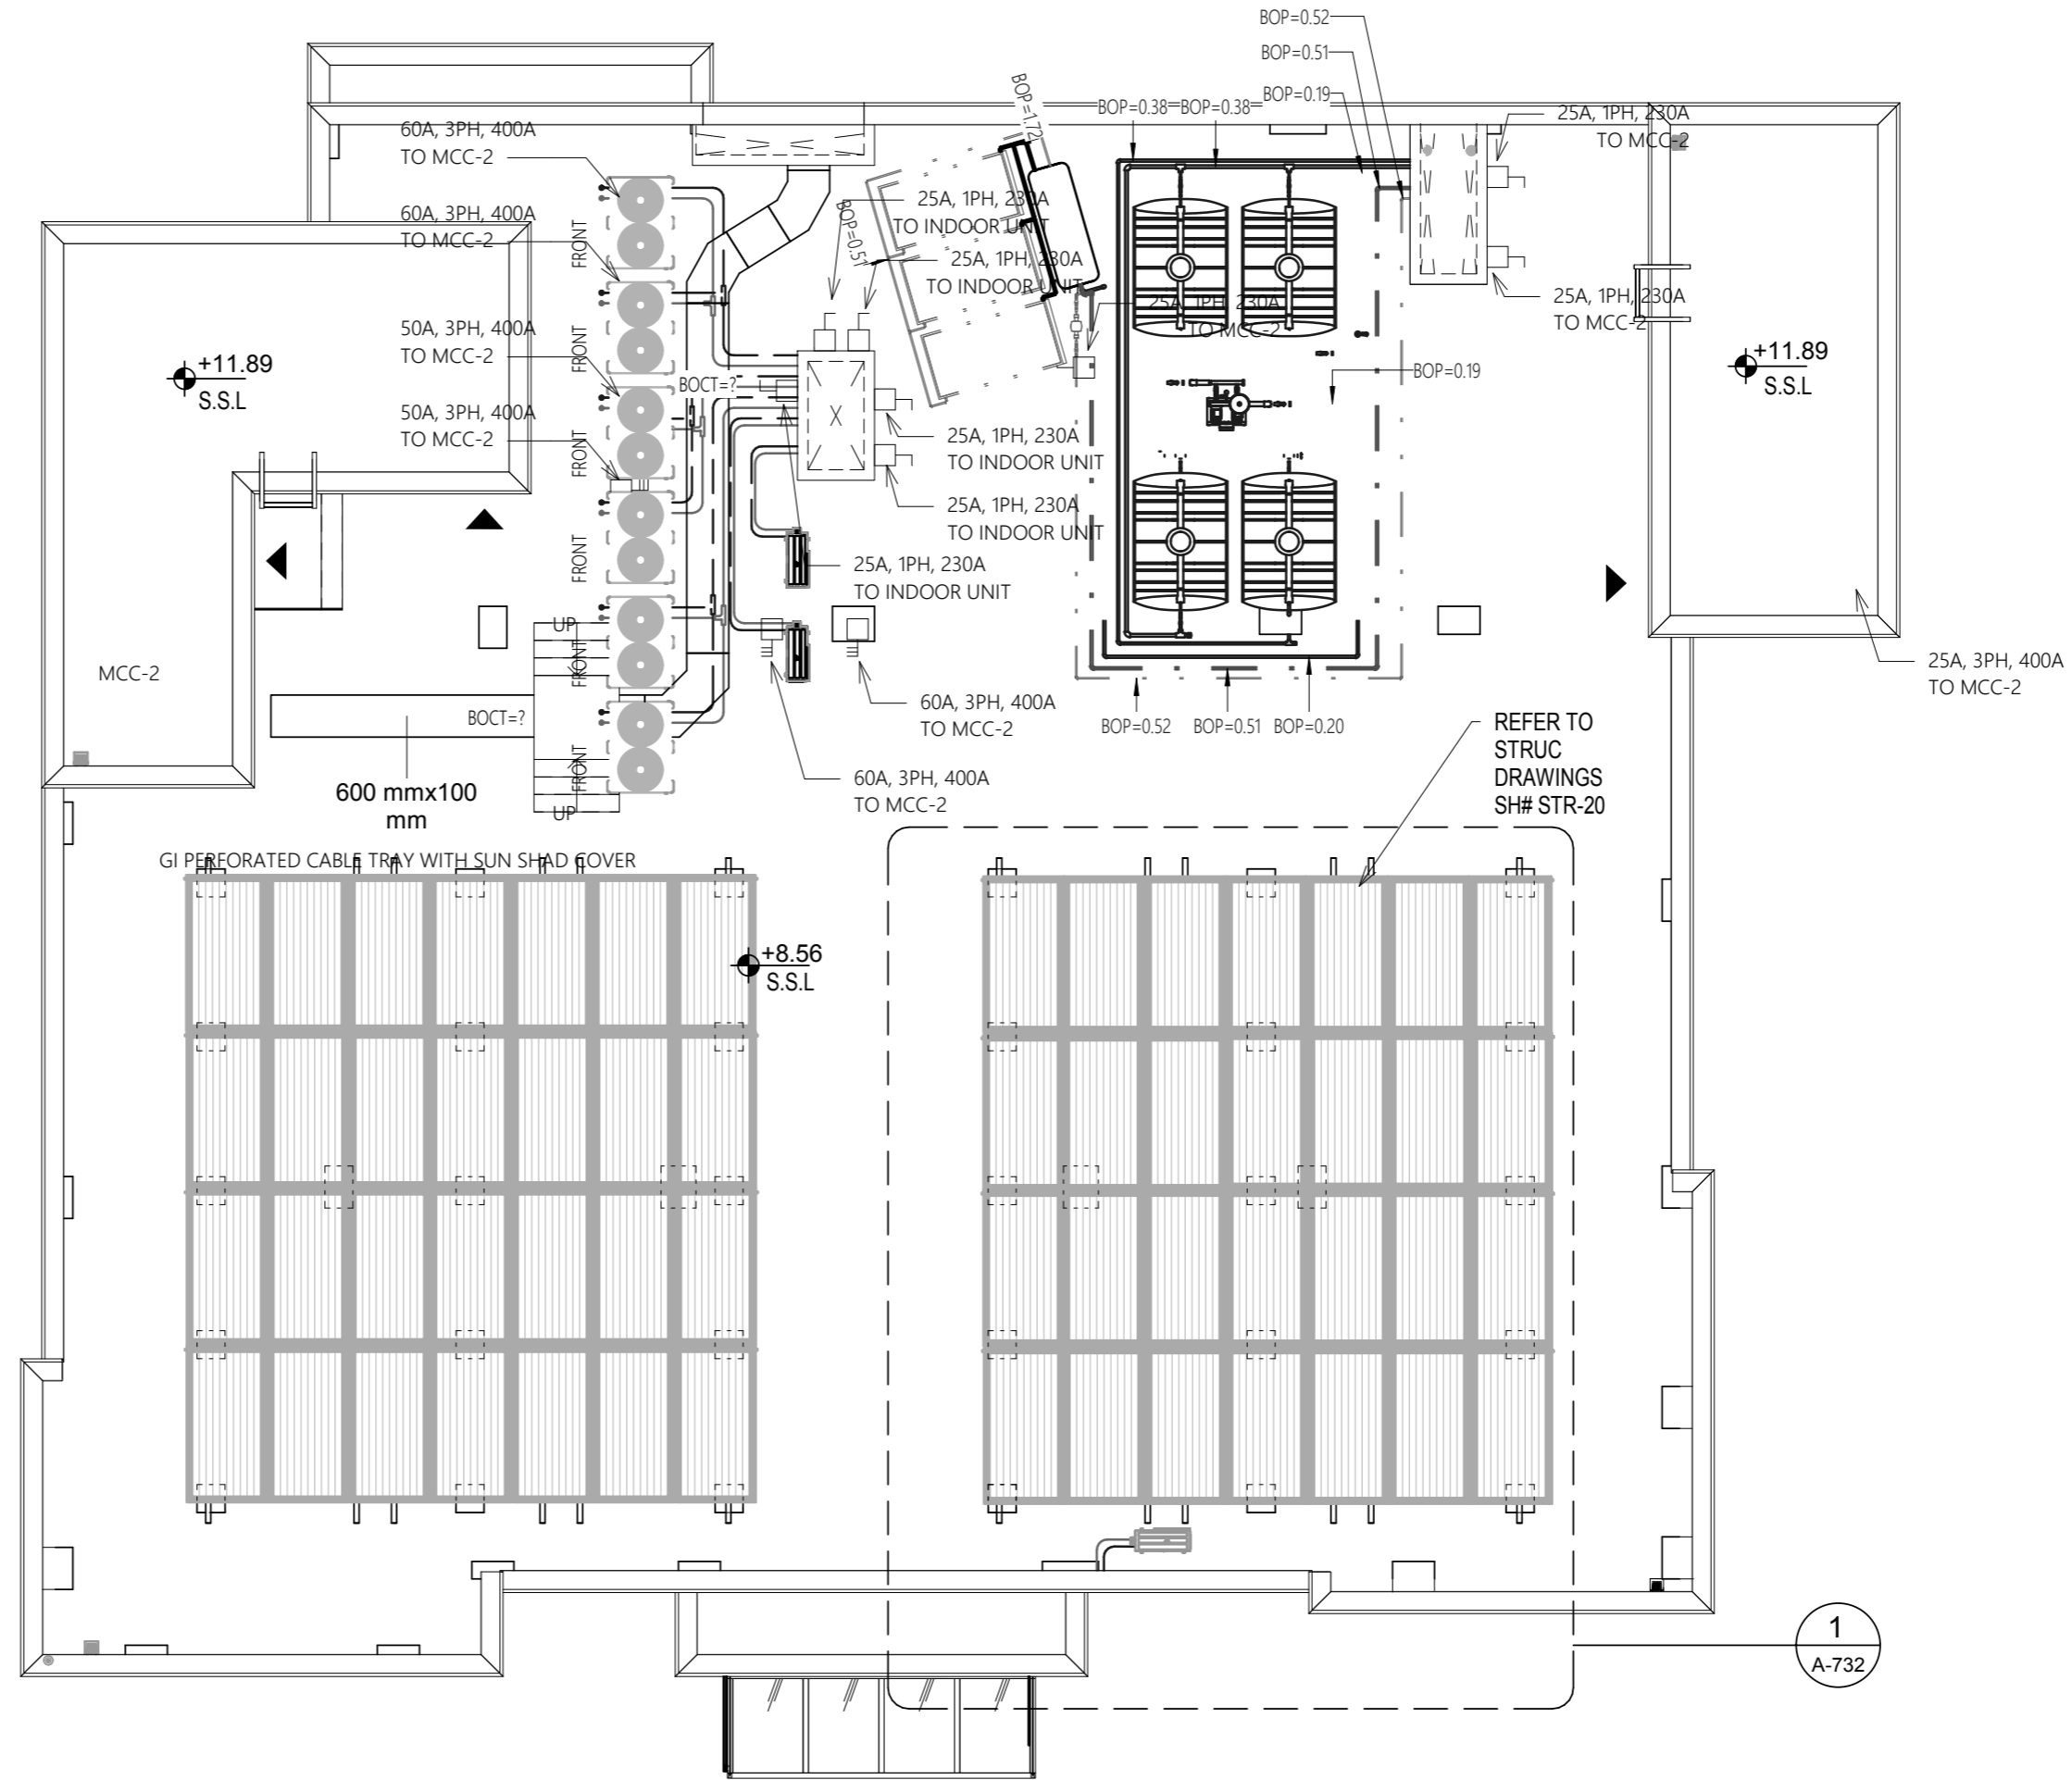 BOP=0.52
BOP=0.51
BOP=0.19
BOP=0.38
BOP=0.38
BOP=1.72
25A, 1PH, 230A
TO MCC-2
60A, 3PH, 400A
TO MCC-2
60A, 3PH, 400A
TO MCC-2
50A, 3PH, 400A
TO MCC-2
50A, 3PH, 400A
TO MCC-2
FRONT
FRONT
FRONT
FRONT
FRONT
FRONT
BOP=0.51
25A, 1PH, 230A
TO INDOOR UNIT
25A, 1PH, 230A
TO INDOOR UNIT
25A, 1PH, 230A
TO MCC-2
25A, 1PH, 230A
TO MCC-2
+11.89
S.S.L
+11.89
S.S.L
BOCT=?
BOP=0.19
X
25A, 1PH, 230A
TO INDOOR UNIT
25A, 1PH, 230A
TO INDOOR UNIT
25A, 1PH, 230A
TO INDOOR UNIT
UP
MCC-2
BOCT=?
UP
60A, 3PH, 400A
TO MCC-2
60A, 3PH, 400A
TO MCC-2
BOP=0.52
BOP=0.51
BOP=0.20
25A, 3PH, 400A
TO MCC-2
REFER TO
STRUC
DRAWINGS
SH# STR-20
600 mmx100
mm
GI PERFORATED CABLE TRAY WITH SUN SHAD COVER
+8.56
S.S.L
1
A-732